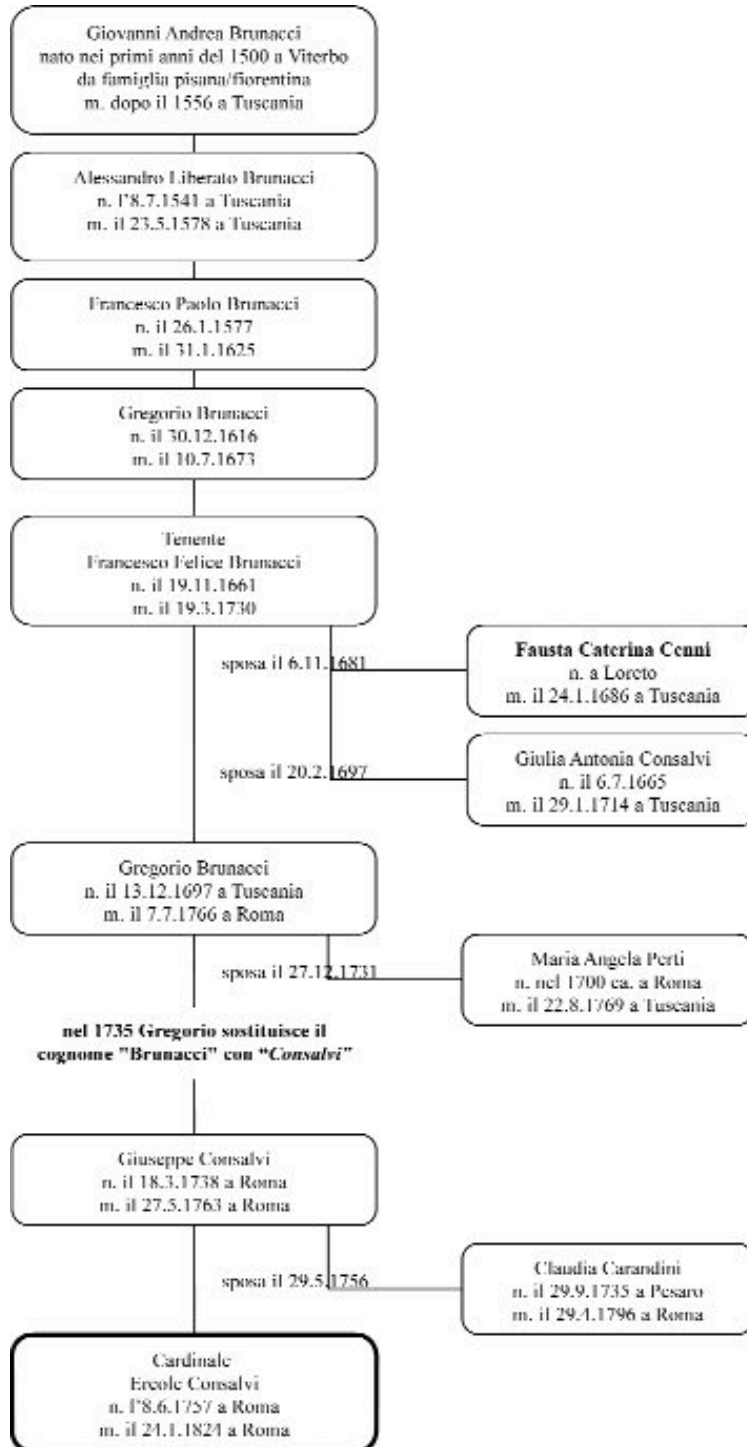 Giovanni Andrea Brunacci
nato nei primi anni del 1500 a Viterbo
da famiglia pisana/fiorentina
m. dopo il 1556 a Tuscania
Alessandro Liberato Brunacci
n. l'8.7.1541 a Tuscania
m. il 23.5.1578 a Tuscania
Francesco Paolo Brunacci
n. il 26.1.1577
m. il 31.1.1625
Gregorio Brunacci
n. il 30.12.1616
m. il 10.7.1673
Tenente
Francesco Felice Brunacci
n. il 19.11.1661
m. il 19.3.1730
sposa il 6.11.1681
Fausta Caterina Cenni
n. a Loreto
m. il 24.1.1686 a Tuscania
sposa il 20.2.1697
Giulia Antonia Consalvi
n. il 6.7.1665
m. il 29.1.1714 a Tuscania
Gregorio Brunacci
n. il 13.12.1697 a Tuscania
m. il 7.7.1766 a Roma
sposa il 27.12.1731
Maria Angela Perti
n. nel 1700 ca. a Roma
m. il 22.8.1769 a Tuscania
nel 1735 Gregorio sostituisce il
cognome "Brunacci" con “Consalvi”
Giuseppe Consalvi
n. il 18.3.1738 a Roma
m. il 27.5.1763 a Roma
sposa il 29.5.1756
Claudia Carandini
n. il 29.9.1735 a Pesaro
m. il 29.4.1796 a Roma
Cardinale
Ercole Consalvi
n. l'8.6.1757 a Roma
m. il 24.1.1824 a Roma